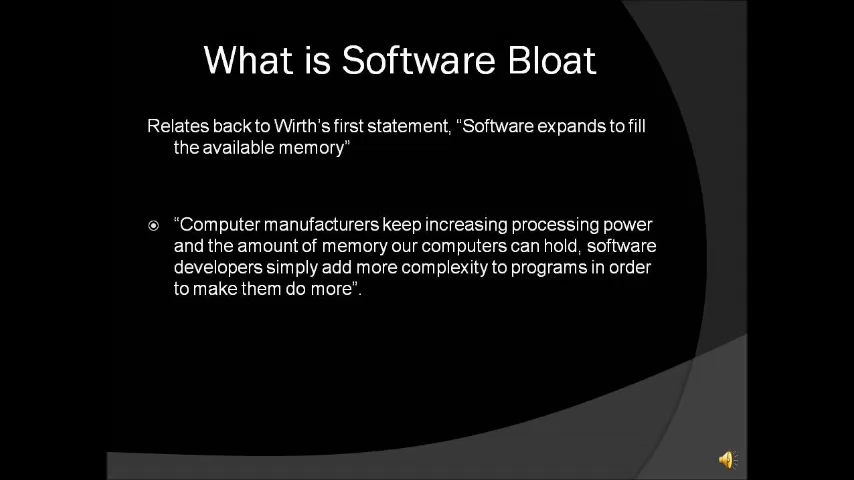 What is Software Bloat
Relates back to Wirth’s first statement, “Software expands to fill
the available memory”
“Computer manufacturers keep increasing processing power
and the amount of memory our computers can hold, software
developers simply add more complexity to programs in order
to make them do more”.